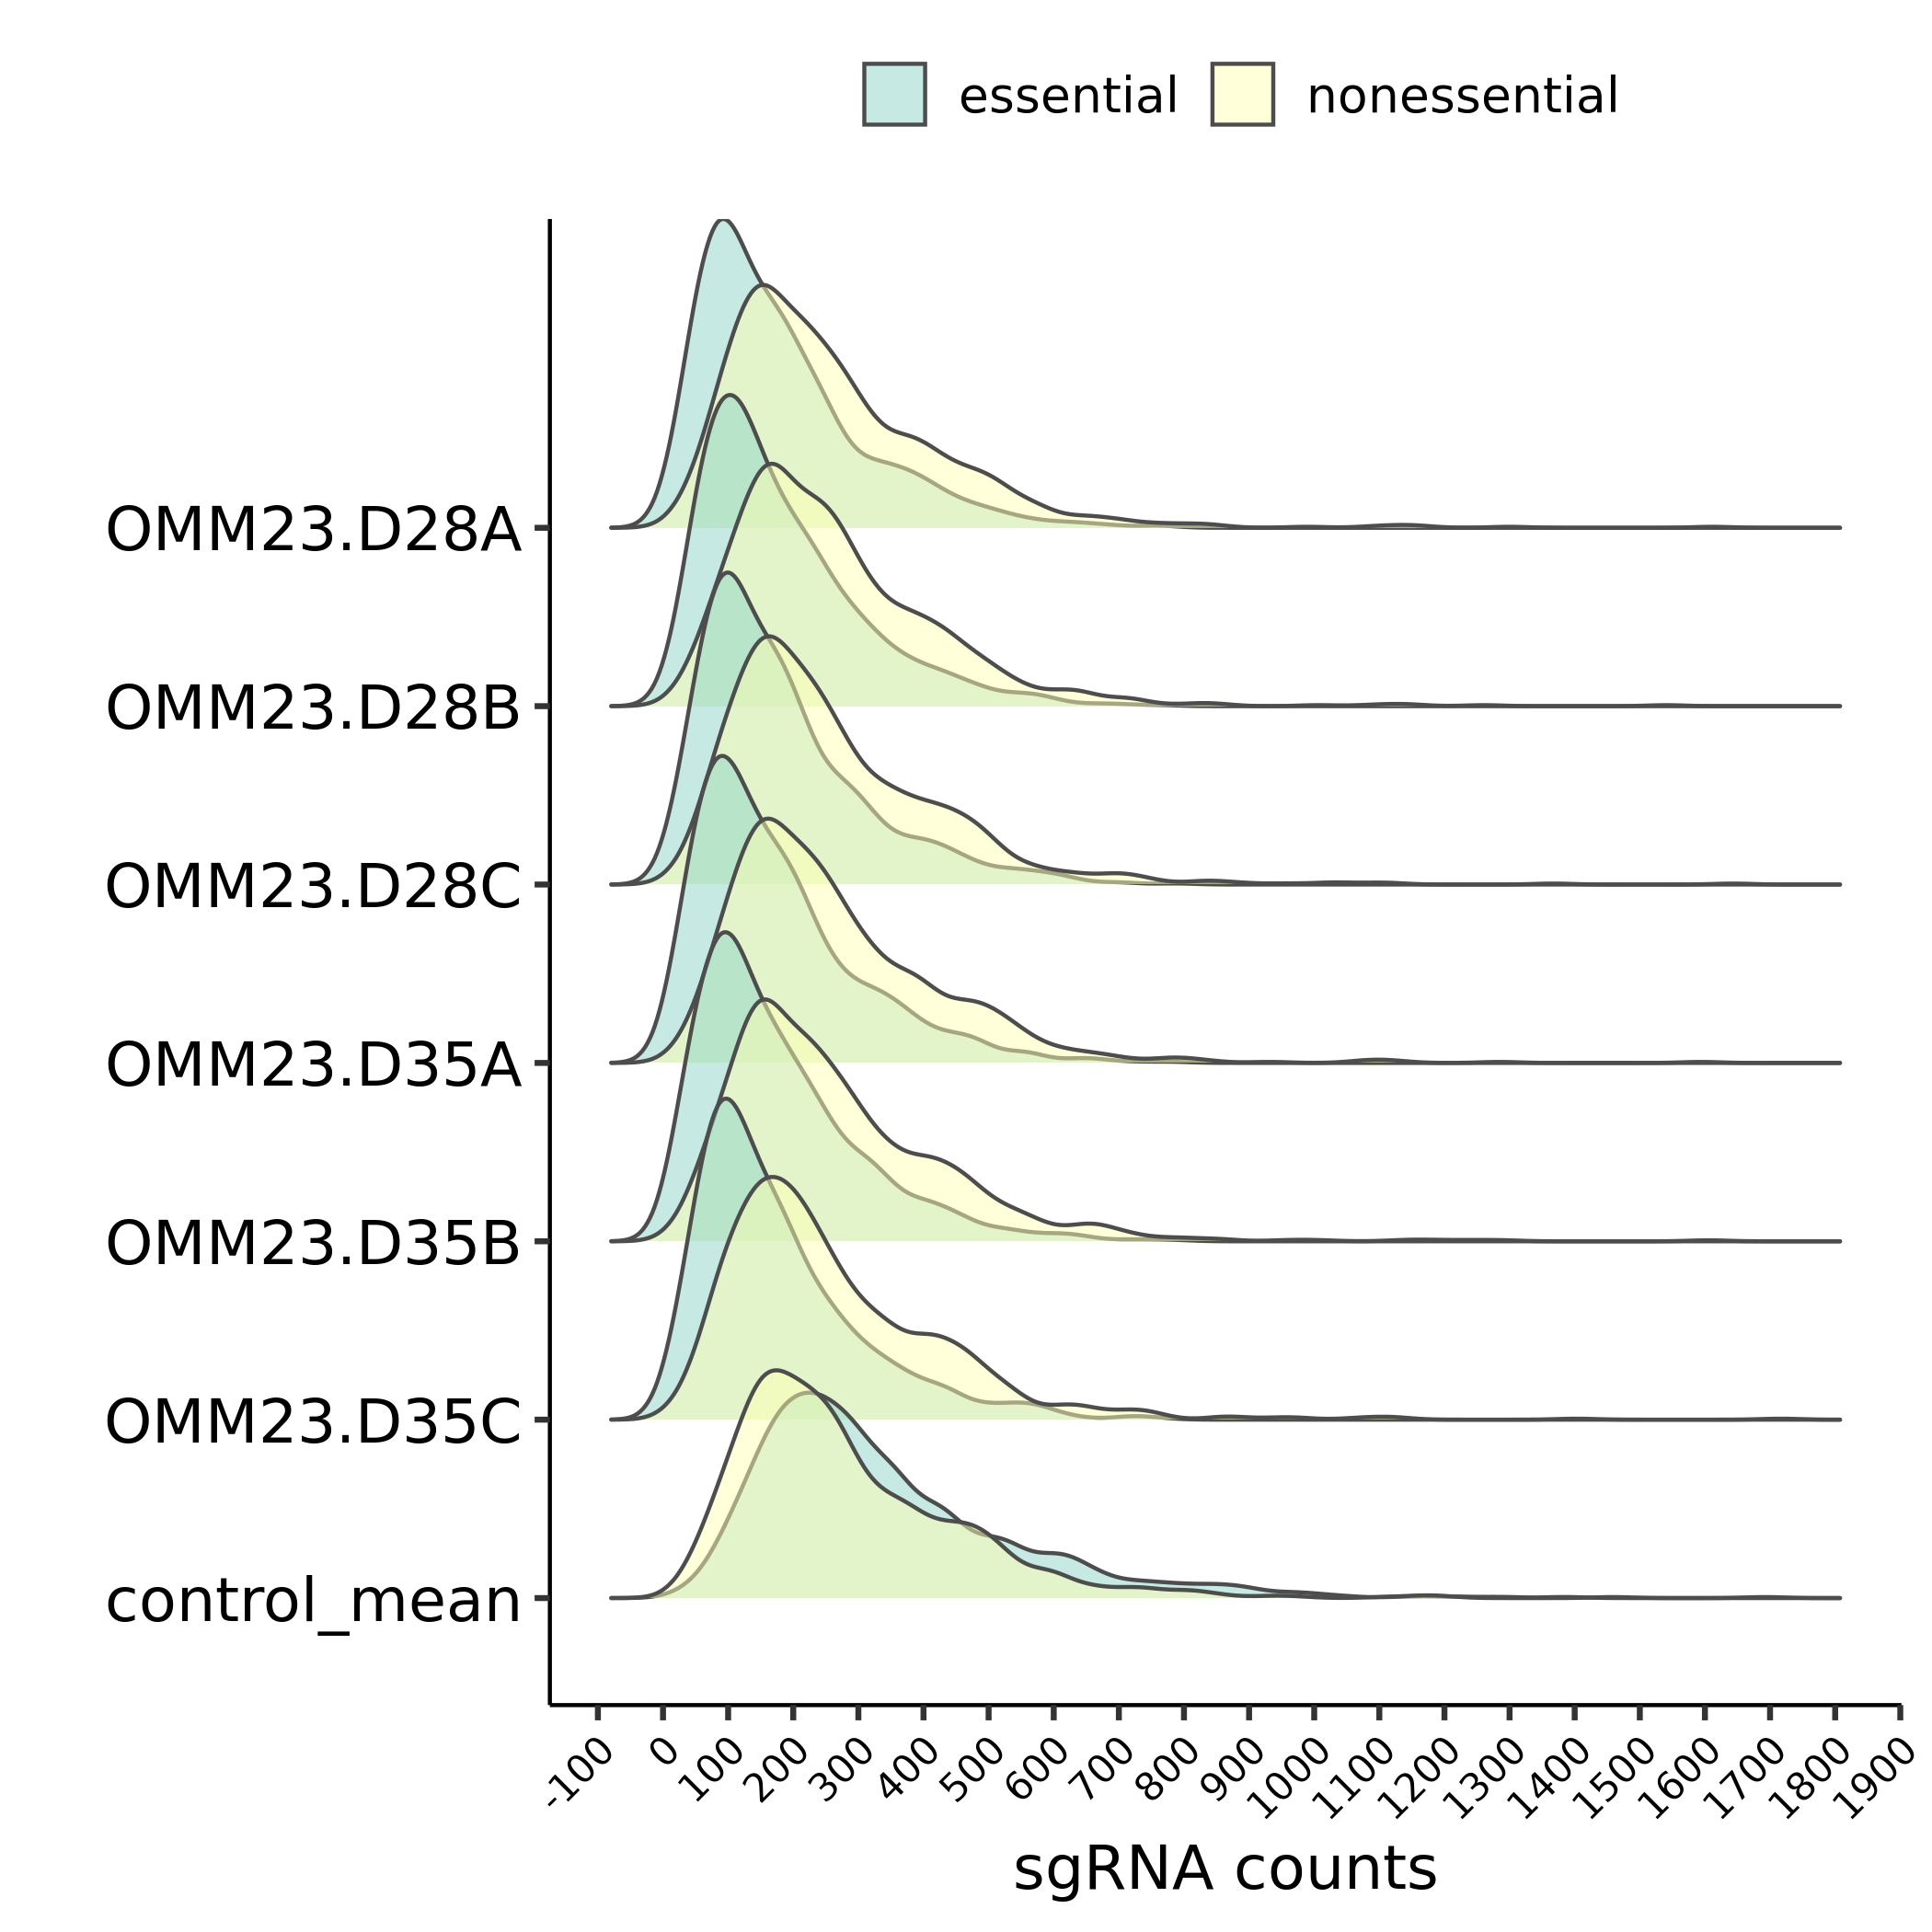 essential nonessential
OMM23.D28A
OMM23.D28B
OMM23.D28C
OMM23.D35A
OMM23.D35B
OMM23.D35C
control_mean
-100 0 100 200 300 400 500 600 700 800 900 1000 1100 1200 1300 1400 1500 1600 1700 1800 1900
sgRNA counts